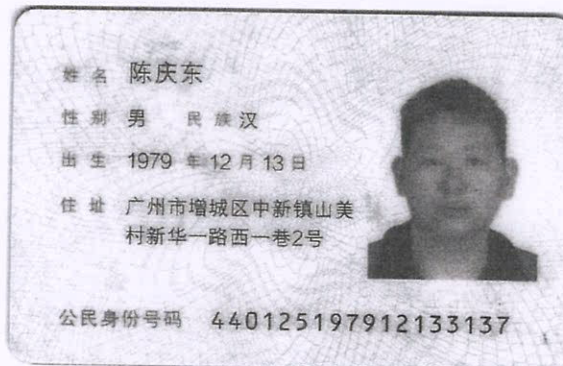 姓名 陈庆东
性别 男 民族 汉
出生 1979 年 12 月 13 日
住址 广州市增城区中新镇山美
村新华一路西一巷2号
公民身份号码 440125197912133137